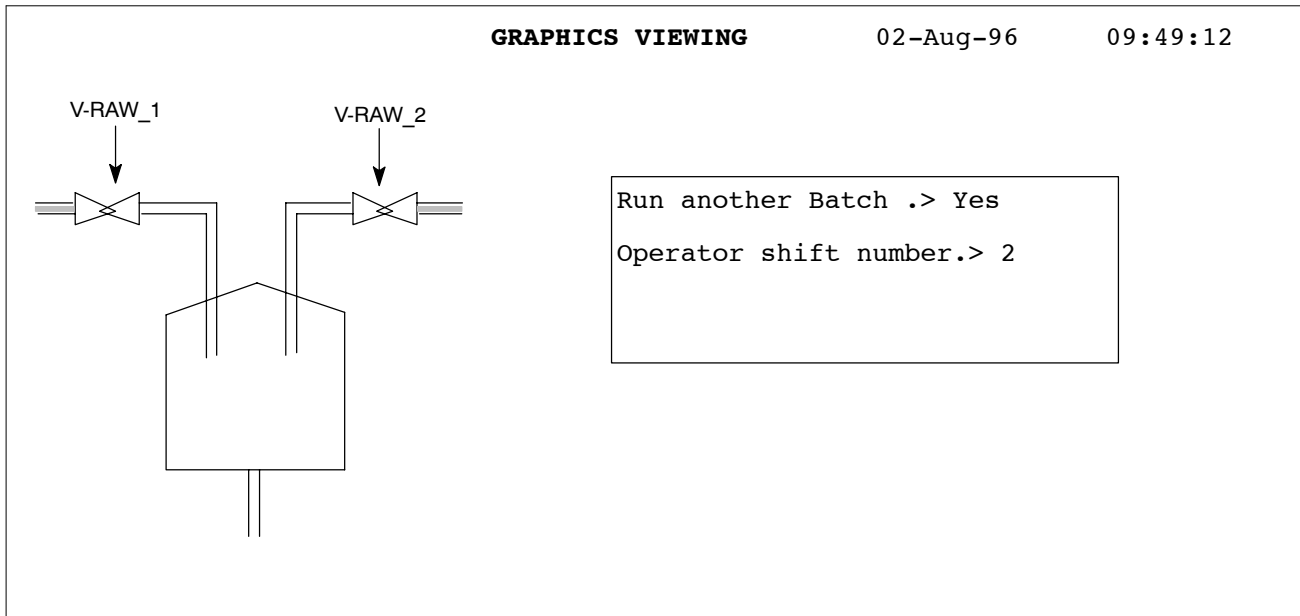 GRAPHICS VIEWING 02-Aug-96 09:49:12
V-RAW_1
V-RAW_2
Run another Batch .> Yes
Operator shift number.> 2